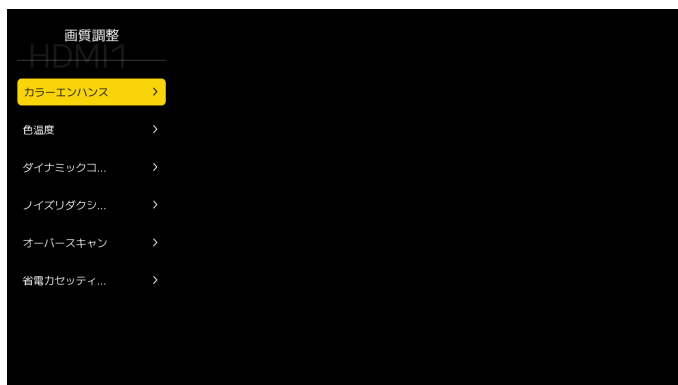 画質調整
HDMI1
カラーエンハンス
色温度
ダイナミックコ...
ノイズリダクシ...
オーバースキャン
省電力セッティ...